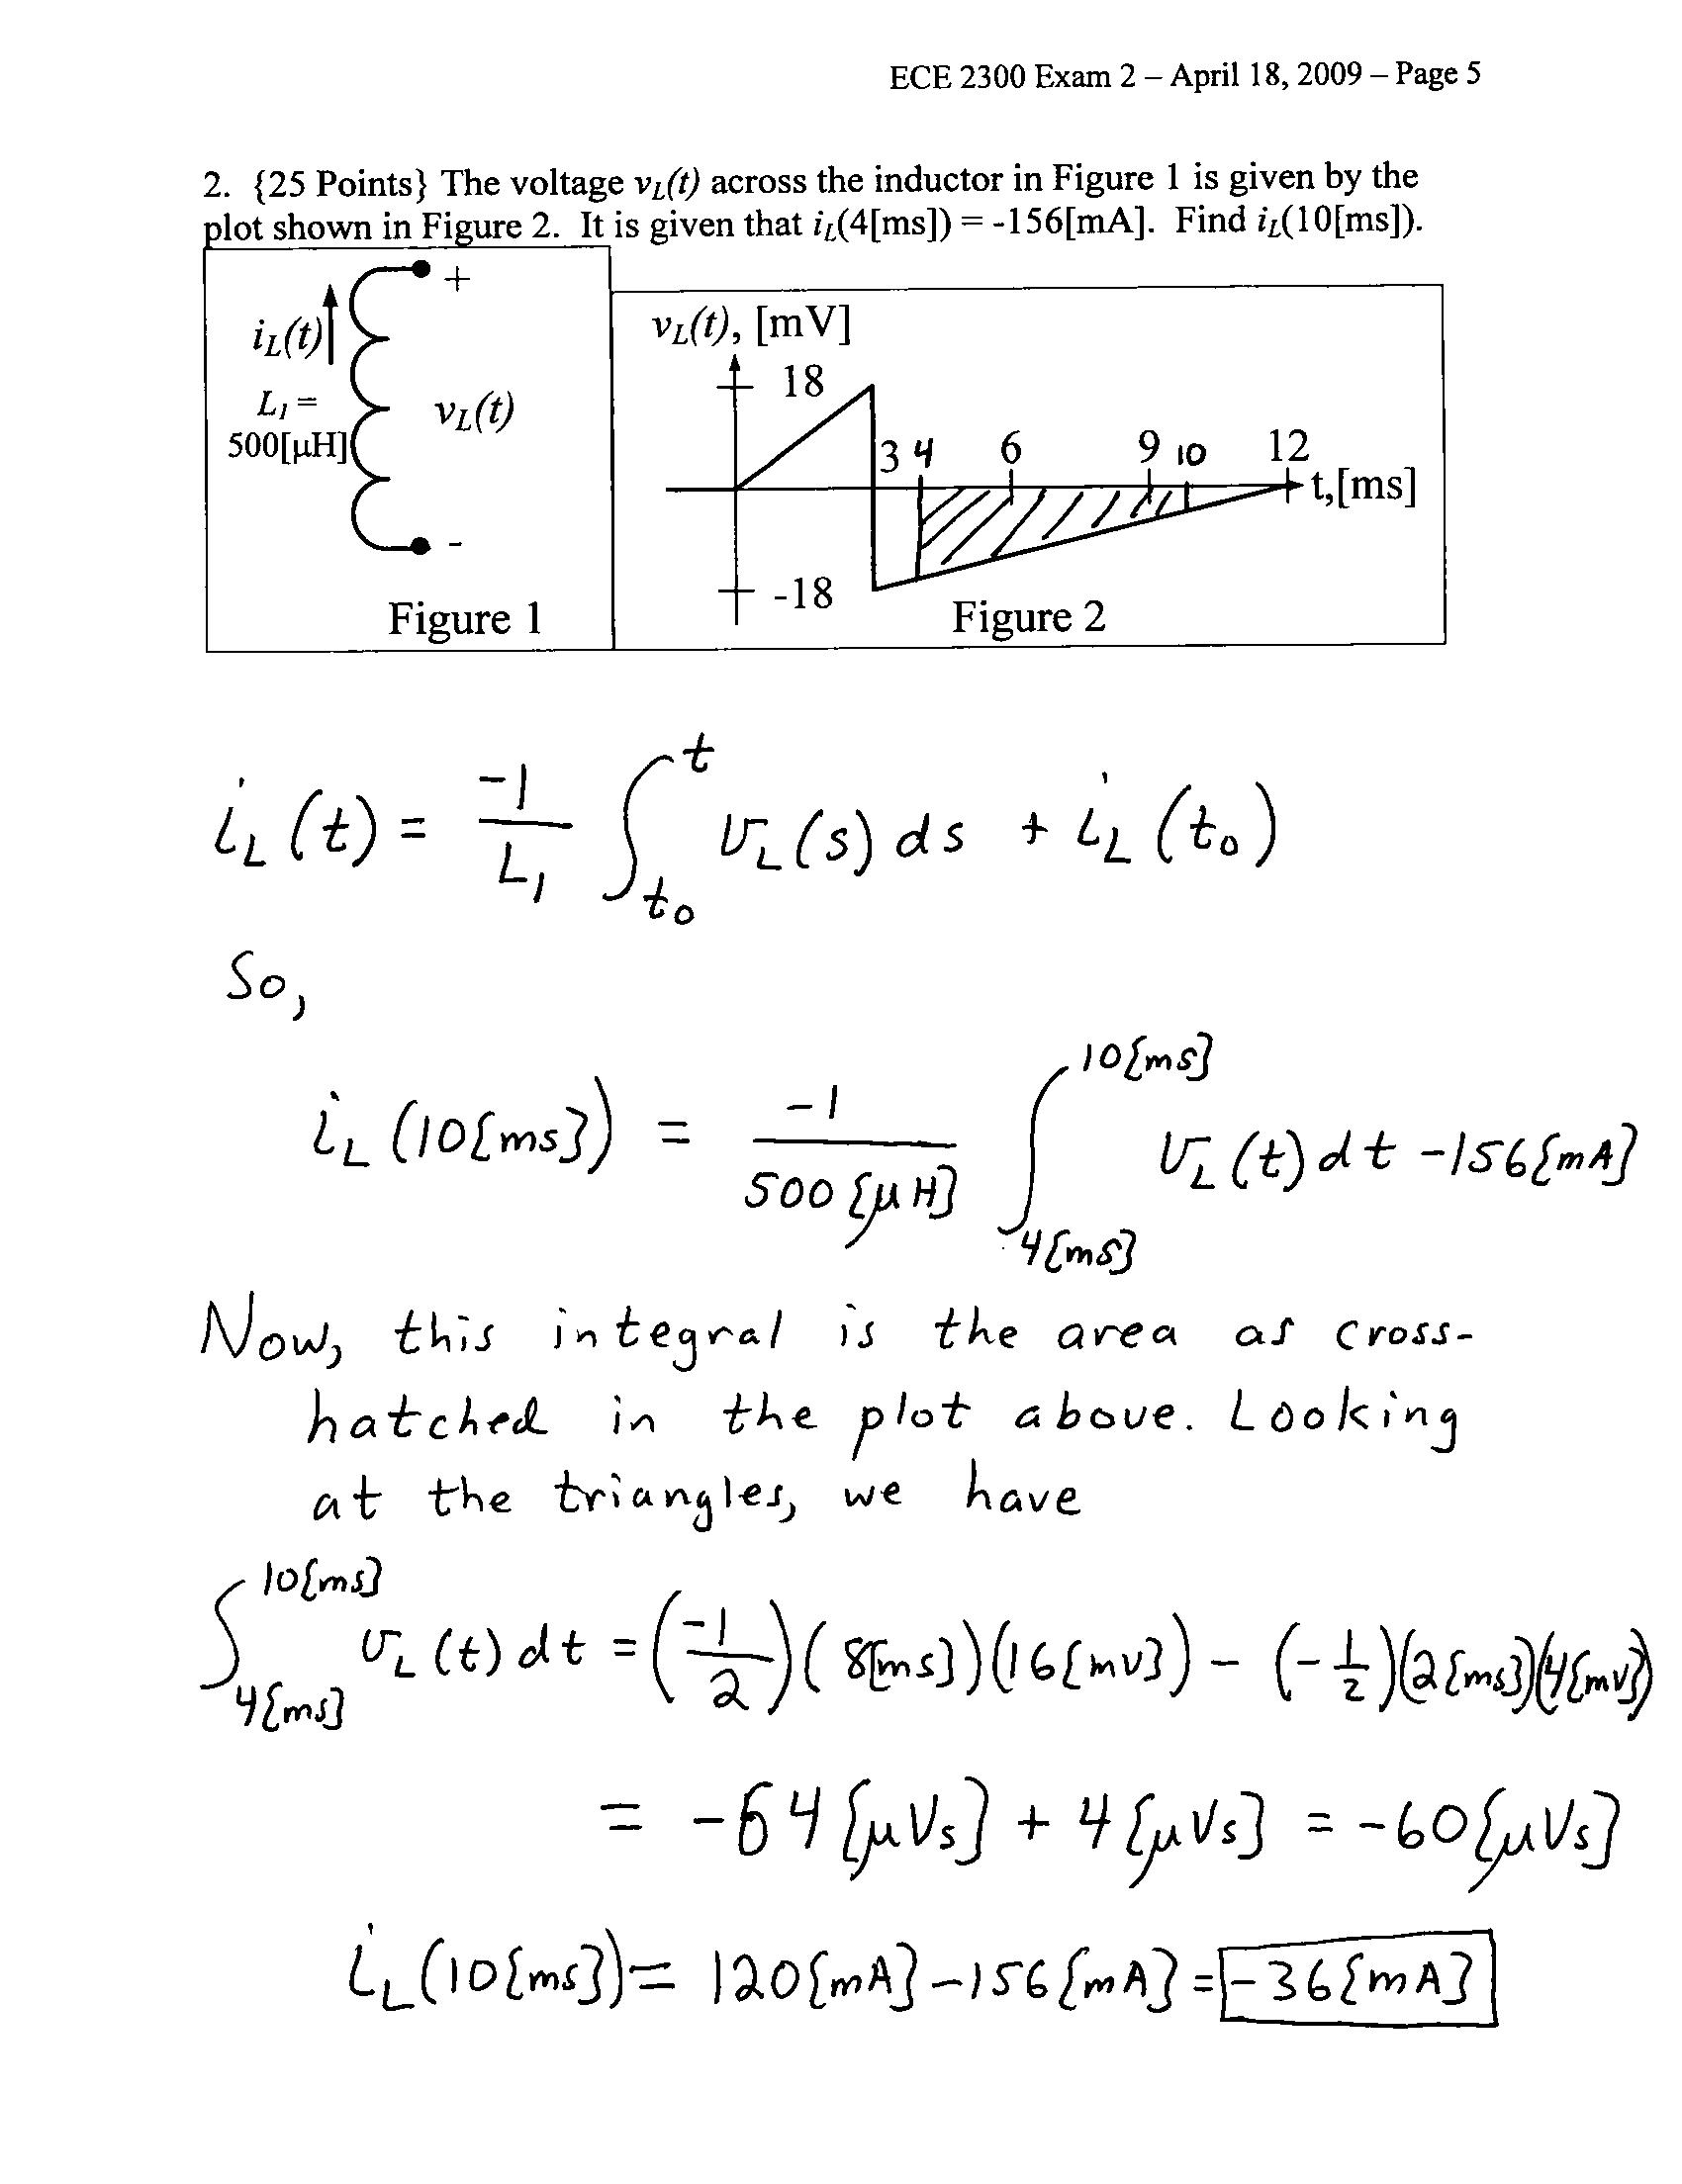 ECE 2300 Exam 2 – April 18, 2009 – Page 5
2. {25 Points} The voltage vL(t) across the inductor in Figure 1 is given by the
plot shown in Figure 2. It is given that iL(4[ms]) = -156[mA]. Find iL(10[ms]).
+
iL(t)
L1 =
500[μH]
vL(t)
-
Figure 1
vL(t), [mV]
18
3 4 6 9 10 12
t,[ms]
-18
Figure 2
iL(t) = -1/L1 ∫_{t0}^{t} vL(s) ds + iL(t0)
So,
iL(10[ms]) = -1/500[μH] ∫_{4[ms]}^{10[ms]} vL(t) dt -156[mA]
Now, this integral is the area as cross-
hatched in the plot above. Looking
at the triangles, we have
∫_{4[ms]}^{10[ms]} vL(t) dt = (-1/2)(8[ms])(16[mV]) - (-1/2)(2[ms])(4[mV])
= -64[μVs] + 4[μVs] = -60[μVs]
iL(10[ms]) = 120[mA] -156[mA] = -36[mA]